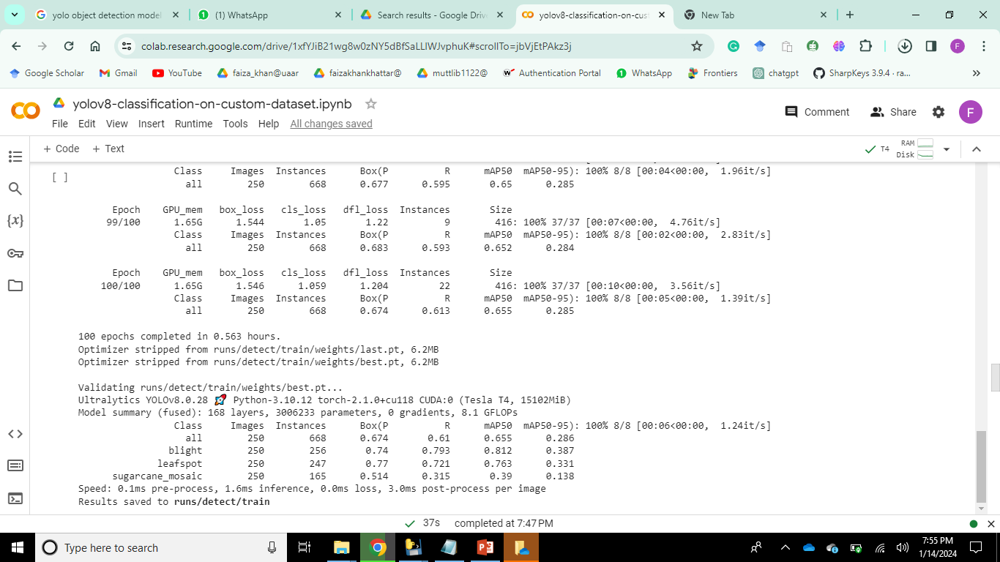 yolo object detection model
(1) WhatsApp
Search results - Google Driv
yolov8-classification-on-cus
New Tab
colab.research.google.com/drive/1xfYJiB21wg8w0zNY5dBfSaLLlWJvphuK#scrollTo=jbVjEtPAkz3j
F
Google Scholar
Gmail
YouTube
faiza_khan@uaar
faizakhankhattar@
muttlib1122@
Authentication Portal
WhatsApp
Frontiers
chatgpt
SharpKeys 3.9.4 · ra...
yolov8-classification-on-custom-dataset.ipynb
Comment
Share
F
File Edit View Insert Runtime Tools Help All changes saved
+ Code + Text
T4
RAM
Disk
[ ]
Class Images Instances Box(P R mAP50 mAP50-95): 100% 8/8 [00:04<00:00, 1.96it/s]
all 250 668 0.677 0.595 0.65 0.285
Epoch GPU_mem box_loss cls_loss dfl_loss Instances Size
99/100 1.65G 1.544 1.05 1.22 9 416: 100% 37/37 [00:07<00:00, 4.76it/s]
Class Images Instances Box(P R mAP50 mAP50-95): 100% 8/8 [00:02<00:00, 2.83it/s]
all 250 668 0.683 0.593 0.652 0.284
Epoch GPU_mem box_loss cls_loss dfl_loss Instances Size
100/100 1.65G 1.546 1.059 1.204 22 416: 100% 37/37 [00:10<00:00, 3.56it/s]
Class Images Instances Box(P R mAP50 mAP50-95): 100% 8/8 [00:05<00:00, 1.39it/s]
all 250 668 0.674 0.613 0.655 0.285
100 epochs completed in 0.563 hours.
Optimizer stripped from runs/detect/train/weights/last.pt, 6.2MB
Optimizer stripped from runs/detect/train/weights/best.pt, 6.2MB
Validating runs/detect/train/weights/best.pt...
Ultralytics YOLOv8.0.28 🚀 Python-3.10.12 torch-2.1.0+cu118 CUDA:0 (Tesla T4, 15102MiB)
Model summary (fused): 168 layers, 3006233 parameters, 0 gradients, 8.1 GFLOPs
Class Images Instances Box(P R mAP50 mAP50-95): 100% 8/8 [00:06<00:00, 1.24it/s]
all 250 668 0.674 0.61 0.655 0.286
blight 250 256 0.74 0.793 0.812 0.387
leafspot 250 247 0.77 0.721 0.763 0.331
sugarcane_mosaic 250 165 0.514 0.315 0.39 0.138
Speed: 0.1ms pre-process, 1.6ms inference, 0.0ms loss, 3.0ms post-process per image
Results saved to runs/detect/train
37s completed at 7:47 PM
Type here to search
7:55 PM
1/14/2024